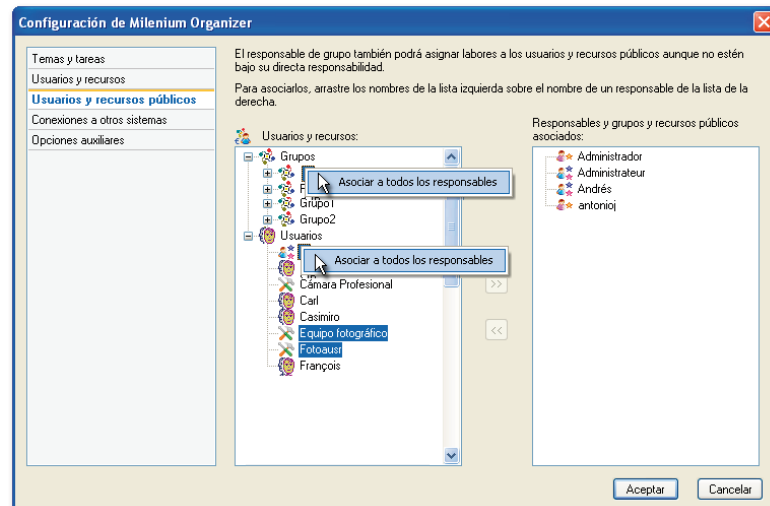 Configuración de Milenium Organizer
Temas y tareas
Usuarios y recursos
Usuarios y recursos públicos
Conexiones a otros sistemas
Opciones auxiliares
El responsable de grupo también podrá asignar labores a los usuarios y recursos públicos aunque no estén
bajo su directa responsabilidad.
Para asociarlos, arrastre los nombres de la lista izquierda sobre el nombre de un responsable de la lista de la
derecha.
Usuarios y recursos:
Grupos
Asociar a todos los responsables
Grupo1
Grupo2
Usuarios
Asociar a todos los responsables
Cámara Profesional
Carl
Casimiro
Equipo fotográfico
Fotoausr
François
>>
<<
Responsables y grupos y recursos públicos
asociados:
Administrador
Administrateur
Andrés
antonioj
Aceptar
Cancelar